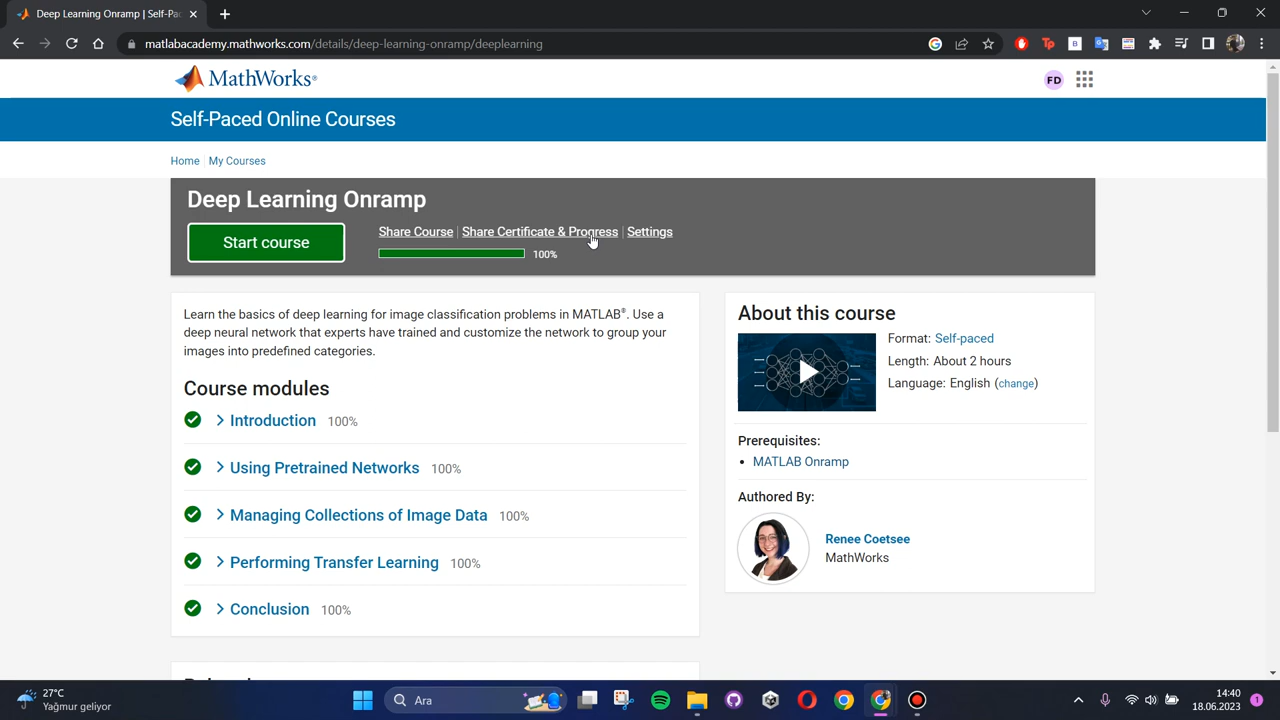 Deep Learning Onramp | Self-Pa
matlabacademy.mathworks.com/details/deep-learning-onramp/deeplearning
MathWorks®
FD
Self-Paced Online Courses
Home | My Courses
Deep Learning Onramp
Start course
Share Course | Share Certificate & Progress | Settings
100%
Learn the basics of deep learning for image classification problems in MATLAB®. Use a
deep neural network that experts have trained and customize the network to group your
images into predefined categories.
Course modules
Introduction 100%
Using Pretrained Networks 100%
Managing Collections of Image Data 100%
Performing Transfer Learning 100%
Conclusion 100%
About this course
Format: Self-paced
Length: About 2 hours
Language: English (change)
Prerequisites:
• MATLAB Onramp
Authored By:
Renee Coetsee
MathWorks
27°C
Yağmur geliyor
Ara
14:40
18.06.2023
1